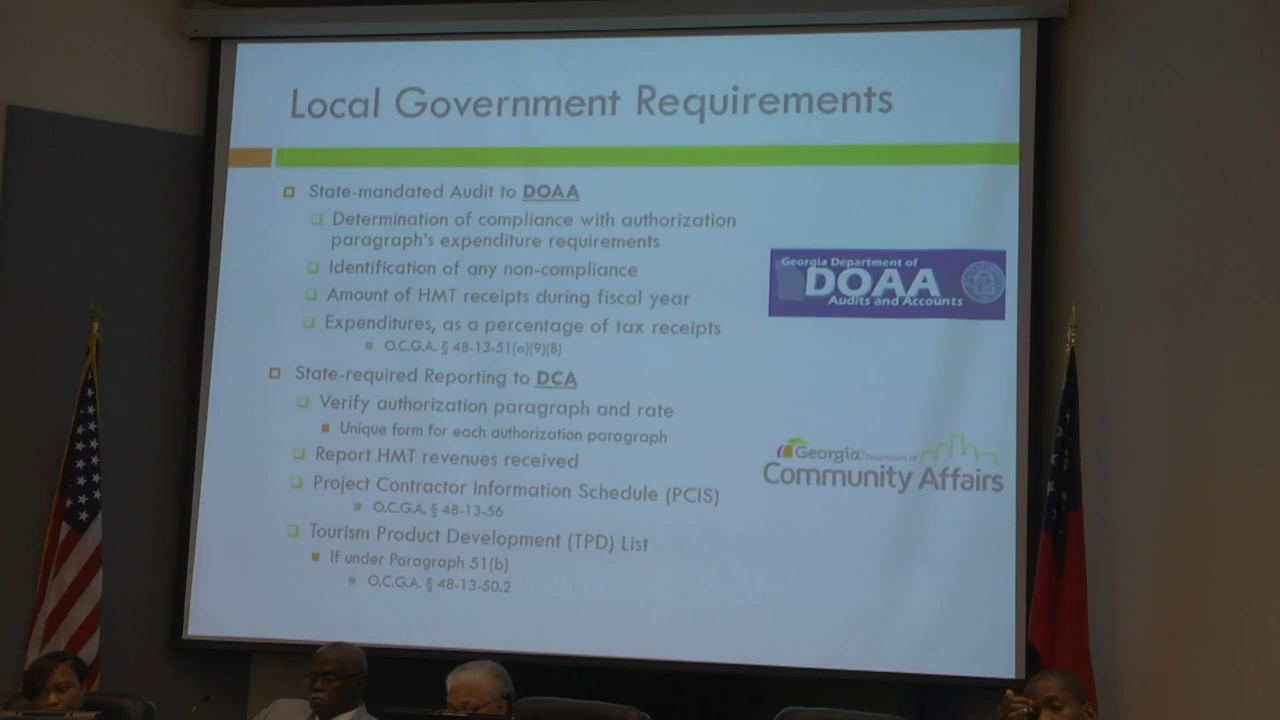 Local Government Requirements
State-mandated Audit to DOAA
Determination of compliance with authorization
paragraph's expenditure requirements
Identification of any non-compliance
Amount of HMT receipts during fiscal year
Expenditures, as a percentage of tax receipts
O.C.G.A. § 48-13-51(a)(9)(B)
State-required Reporting to DCA
Verify authorization paragraph and rate
Unique form for each authorization paragraph
Report HMT revenues received
Project Contractor Information Schedule (PCIS)
O.C.G.A. § 48-13-56
Tourism Product Development (TPD) List
If under Paragraph 51(b)
O.C.G.A. § 48-13-50.2
Georgia Department of
DOAA
Audits and Accounts
Georgia Department of
Community Affairs